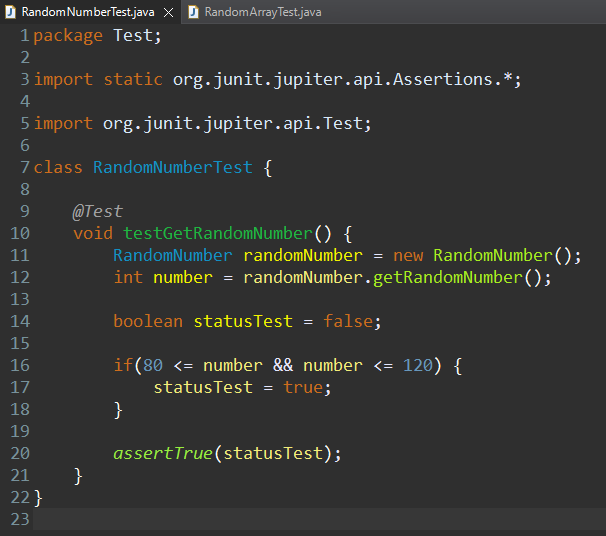 RandomNumberTest.java RandomArrayTest.java
1 package Test;
2
3 import static org.junit.jupiter.api.Assertions.*;
4
5 import org.junit.jupiter.api.Test;
6
7 class RandomNumberTest {
8
9     @Test
10     void testGetRandomNumber() {
11         RandomNumber randomNumber = new RandomNumber();
12         int number = randomNumber.getRandomNumber();
13
14         boolean statusTest = false;
15
16         if(80 <= number && number <= 120) {
17             statusTest = true;
18         }
19
20         assertTrue(statusTest);
21     }
22 }
23